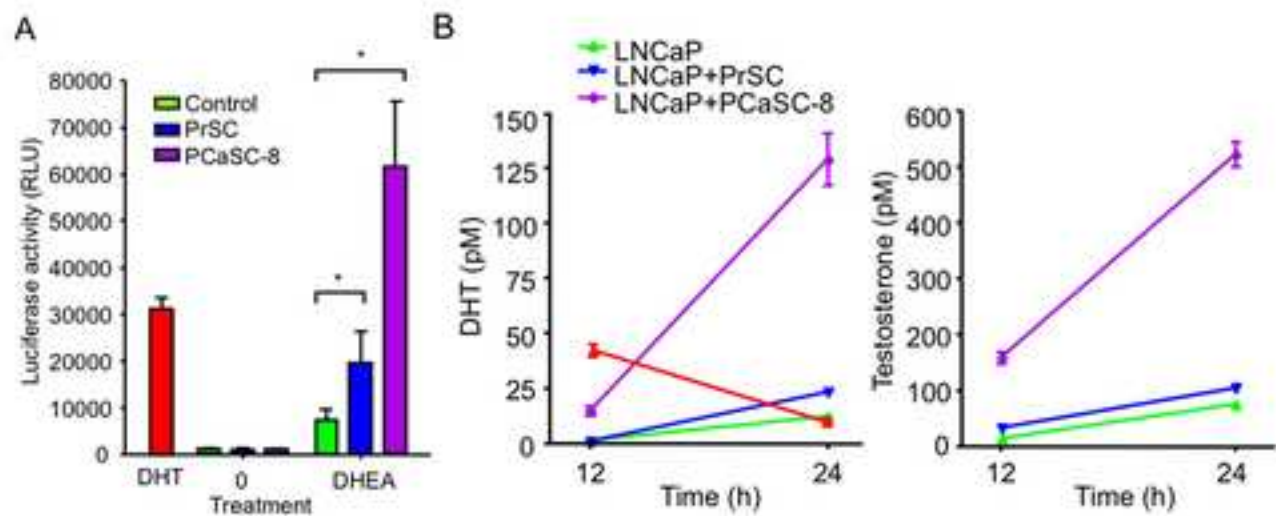 A
Luciferase activity (RLU)
80000
70000
60000
50000
40000
30000
20000
10000
0
Control
PrSC
PCaSC-8
*
*
DHT
0
DHEA
Treatment
B
LNCaP
LNCaP+PrSC
LNCaP+PCaSC-8
DHT (pM)
150
125
100
75
50
25
0
12
24
Time (h)
Testosterone (pM)
600
500
400
300
200
100
0
12
24
Time (h)